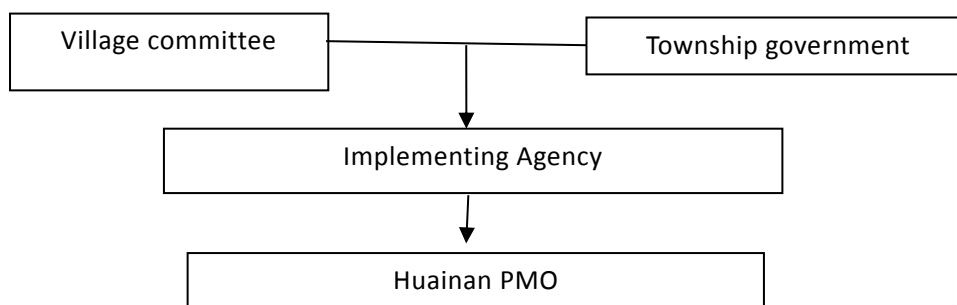 Village committee
Township government
Implementing Agency
Huainan PMO